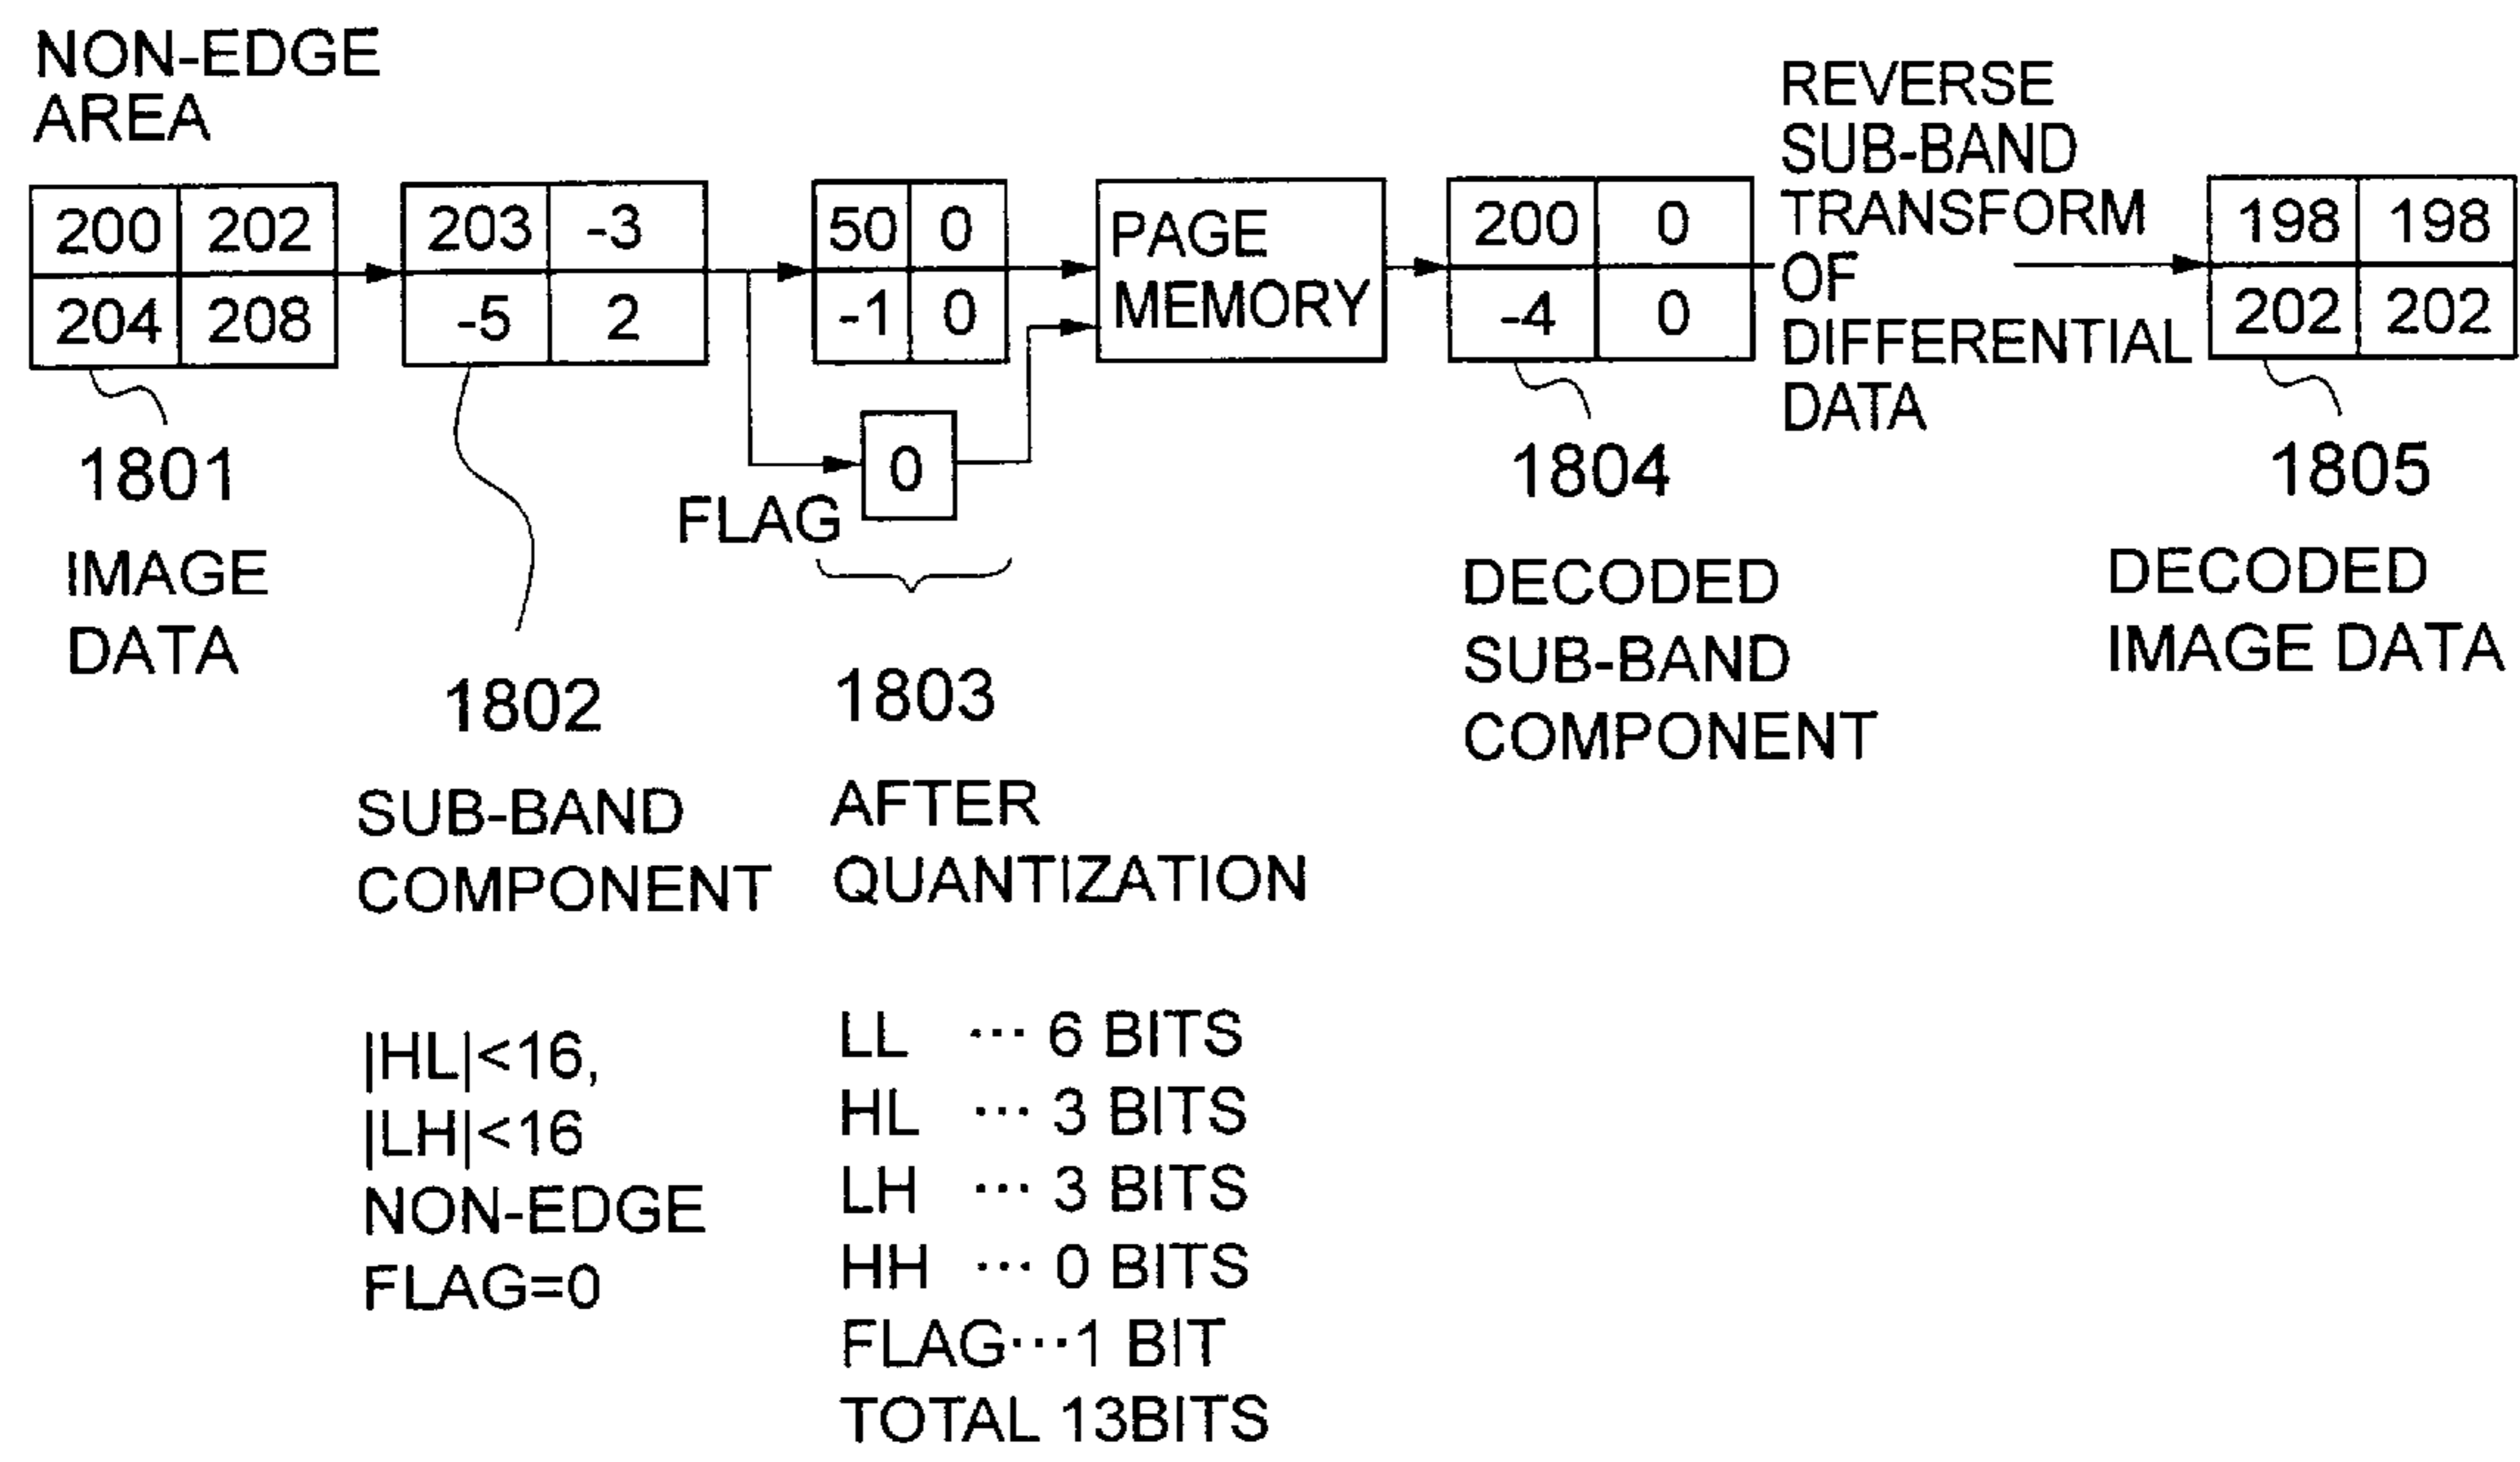 NON-EDGE
AREA
200 202
204 208
1801
IMAGE
DATA
203 -3
-5 2
1802
SUB-BAND
COMPONENT
|HL|<16,
|LH|<16
NON-EDGE
FLAG=0
50 0
-1 0
FLAG
0
1803
AFTER
QUANTIZATION
LL ··· 6 BITS
HL ··· 3 BITS
LH ··· 3 BITS
HH ··· 0 BITS
FLAG···1 BIT
TOTAL 13BITS
PAGE
MEMORY
200 0
-4 0
1804
DECODED
SUB-BAND
COMPONENT
REVERSE
SUB-BAND
TRANSFORM
OF
DIFFERENTIAL
DATA
198 198
202 202
1805
DECODED
IMAGE DATA